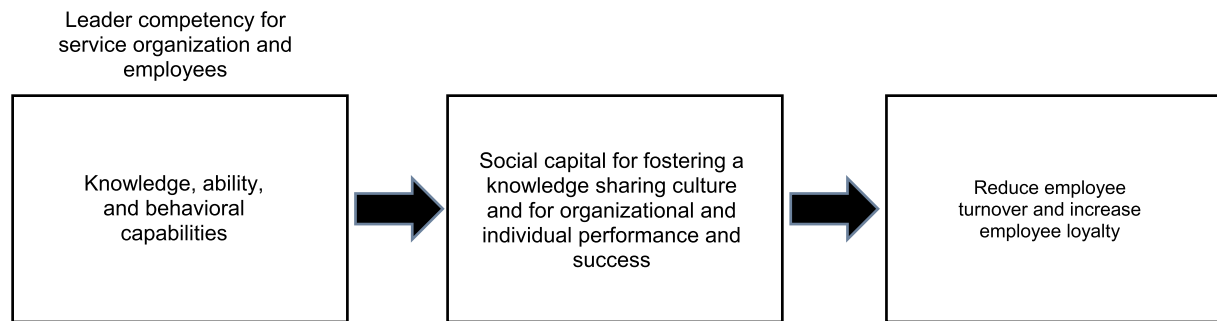 Leader competency for
service organization and
employees
Knowledge, ability,
and behavioral
capabilities
Social capital for fostering a
knowledge sharing culture
and for organizational and
individual performance and
success
Reduce employee
turnover and increase
employee loyalty